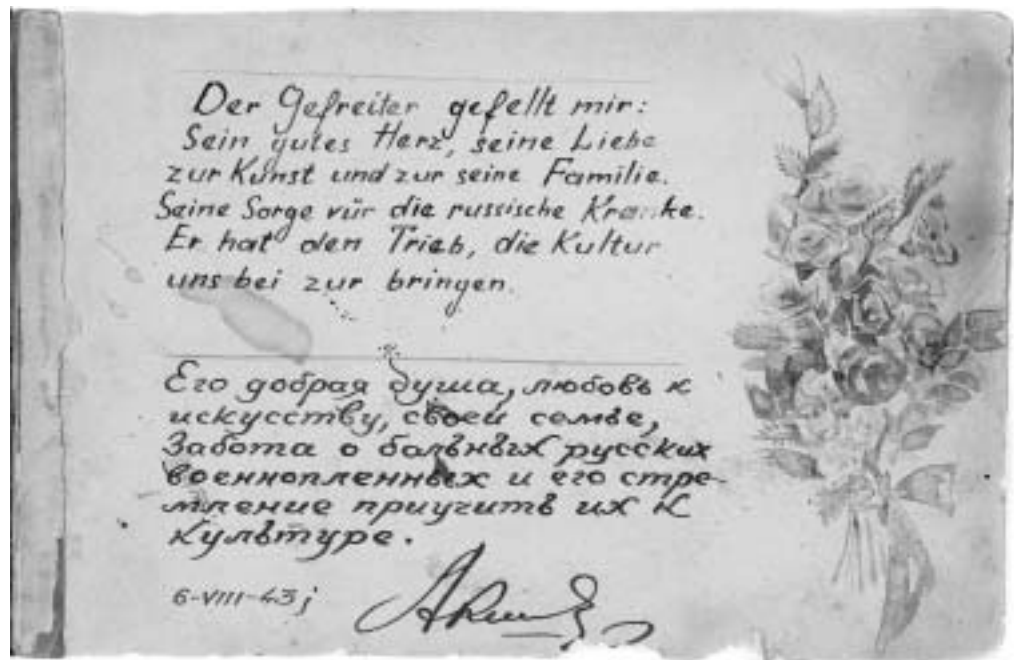 Der Gefreiter gefellt mir:
Sein gutes Herz, seine Liebe
zur Kunst und zur seine Familie.
Seine Sorge vür die russische Kranke.
Er hat den Trieb, die Kultur
uns bei zur bringen.
Его добрая душа, любовь к
искусству, своей семье,
Забота о больных русских
военнопленных и его стре-
мление приучить их к
культуре.
6-VIII-43 j